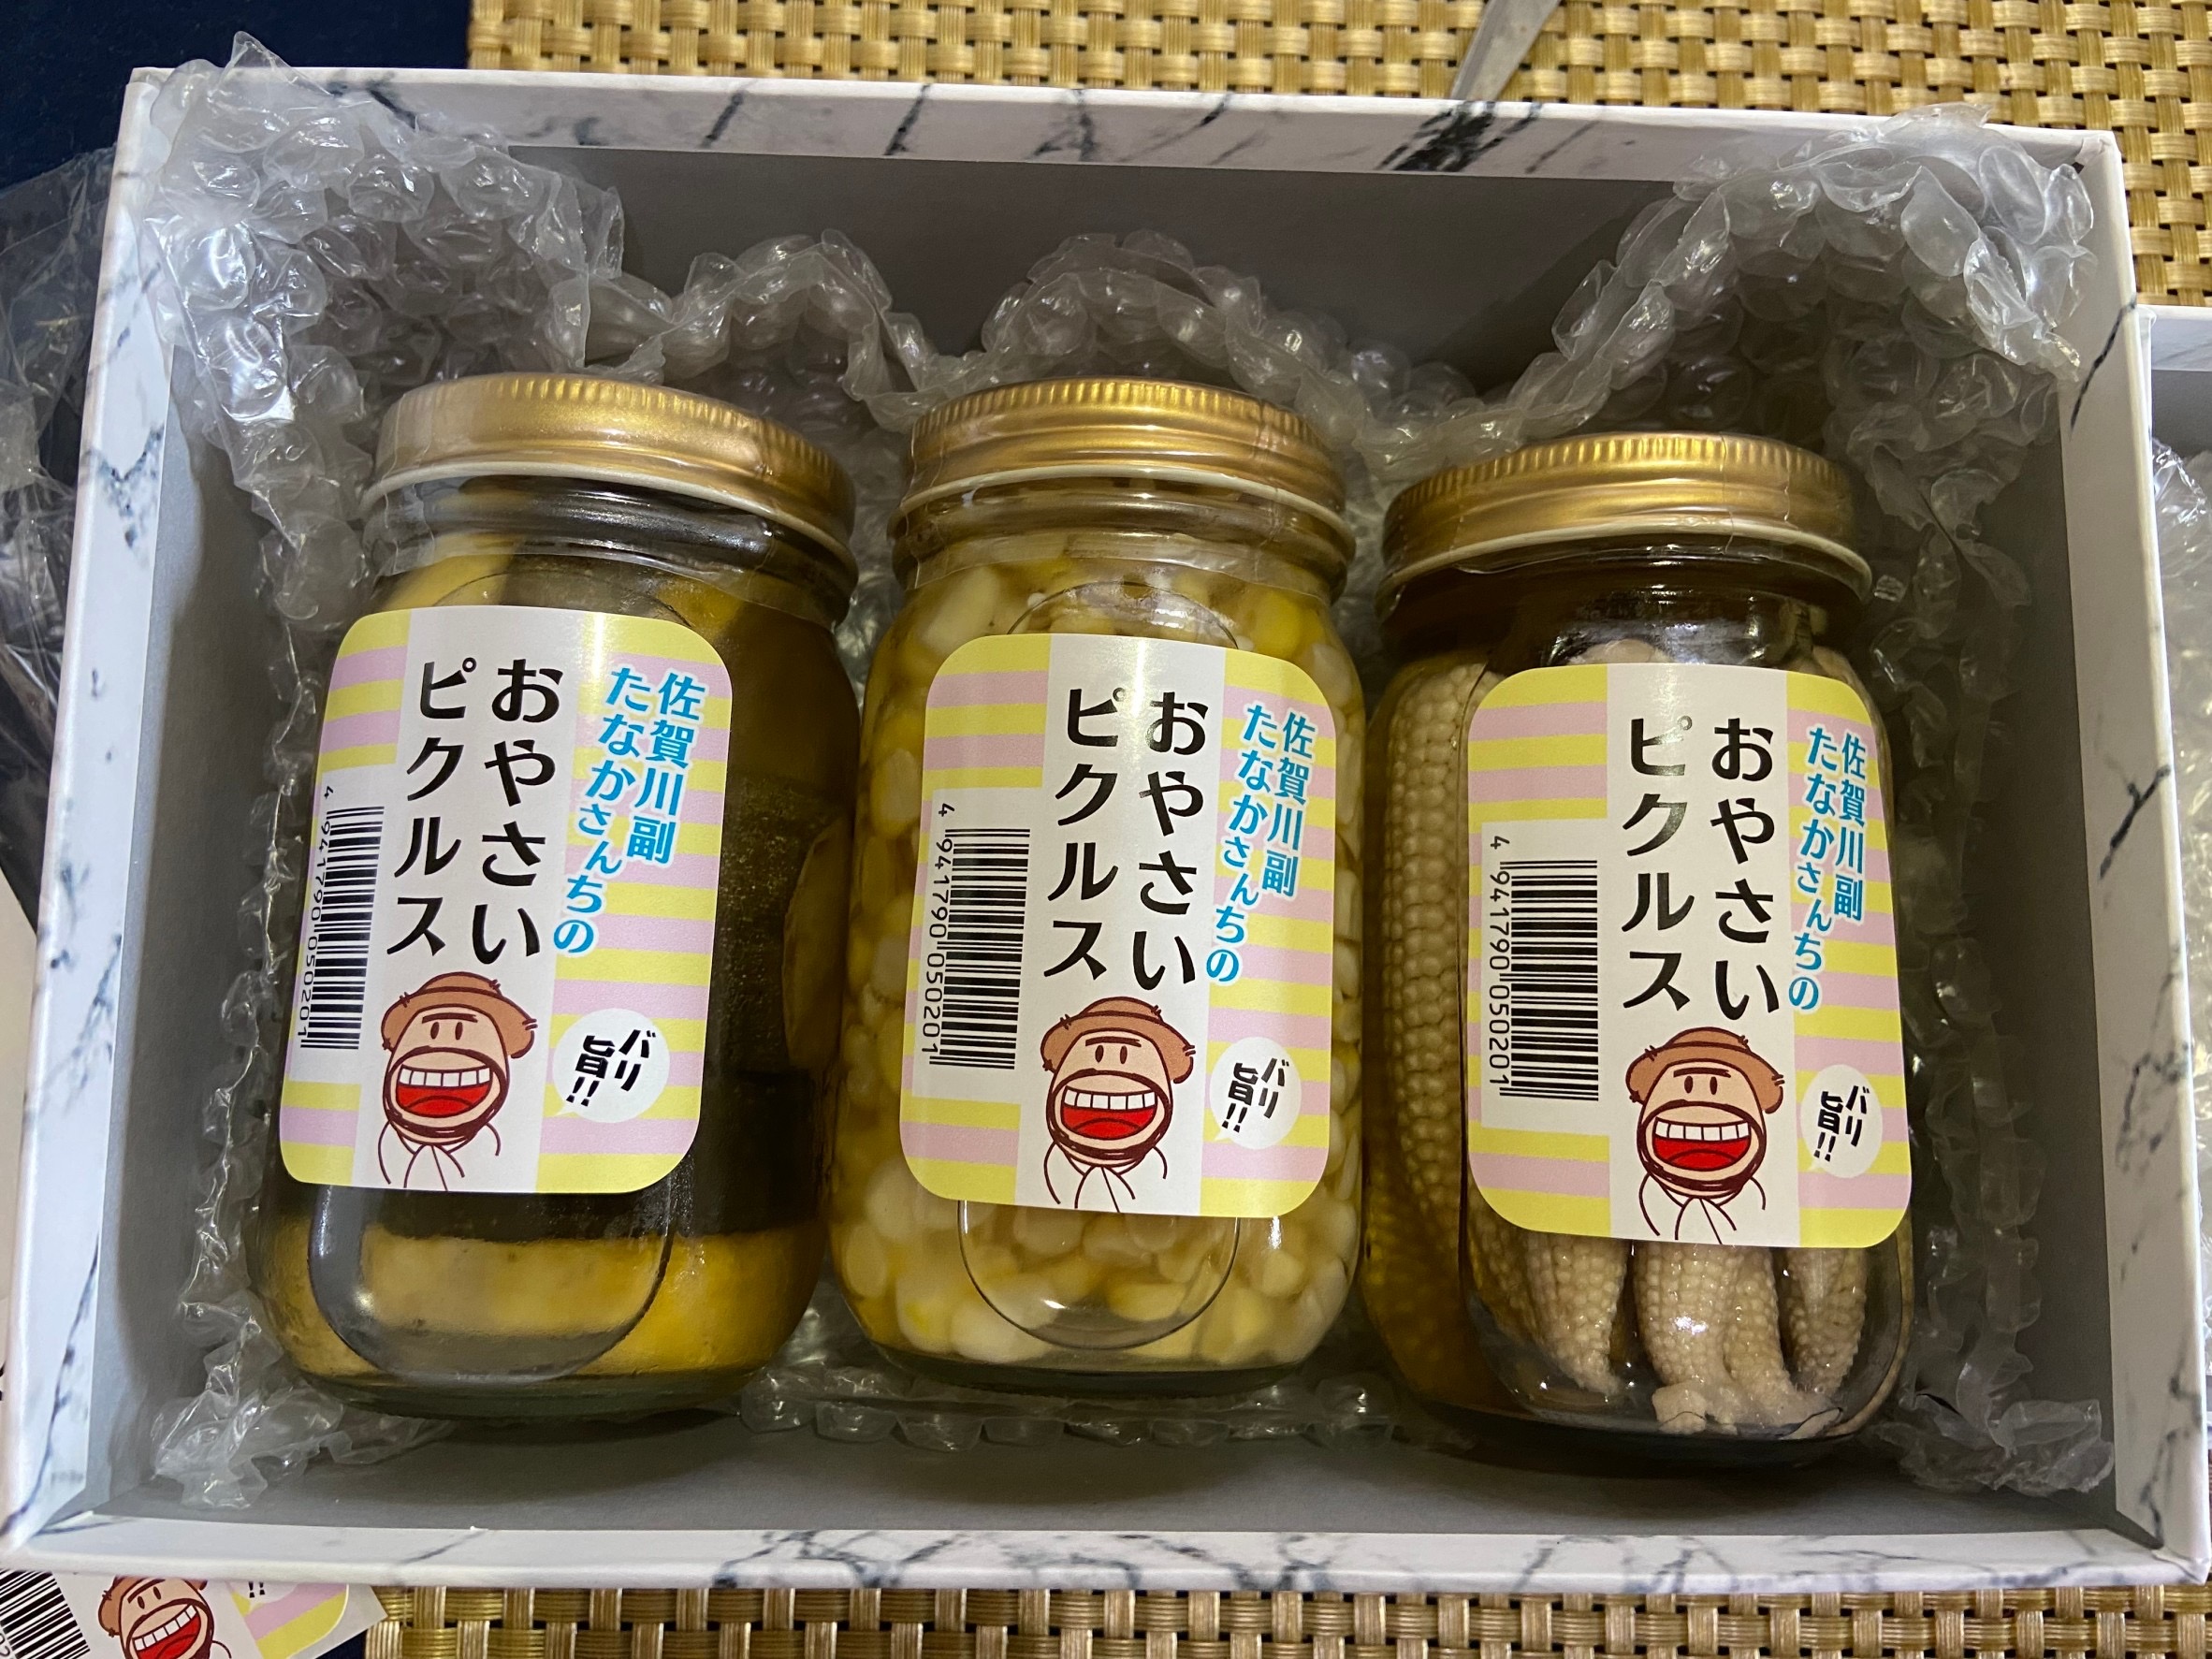 佐賀川副
たなかさんちの
おやさい
ピクルス
バリ
旨!!
4 941790 050201
佐賀川副
たなかさんちの
おやさい
ピクルス
バリ
旨!!
4 941790 050201
佐賀川副
たなかさんちの
おやさい
ピクルス
バリ
旨!!
4 941790 050201